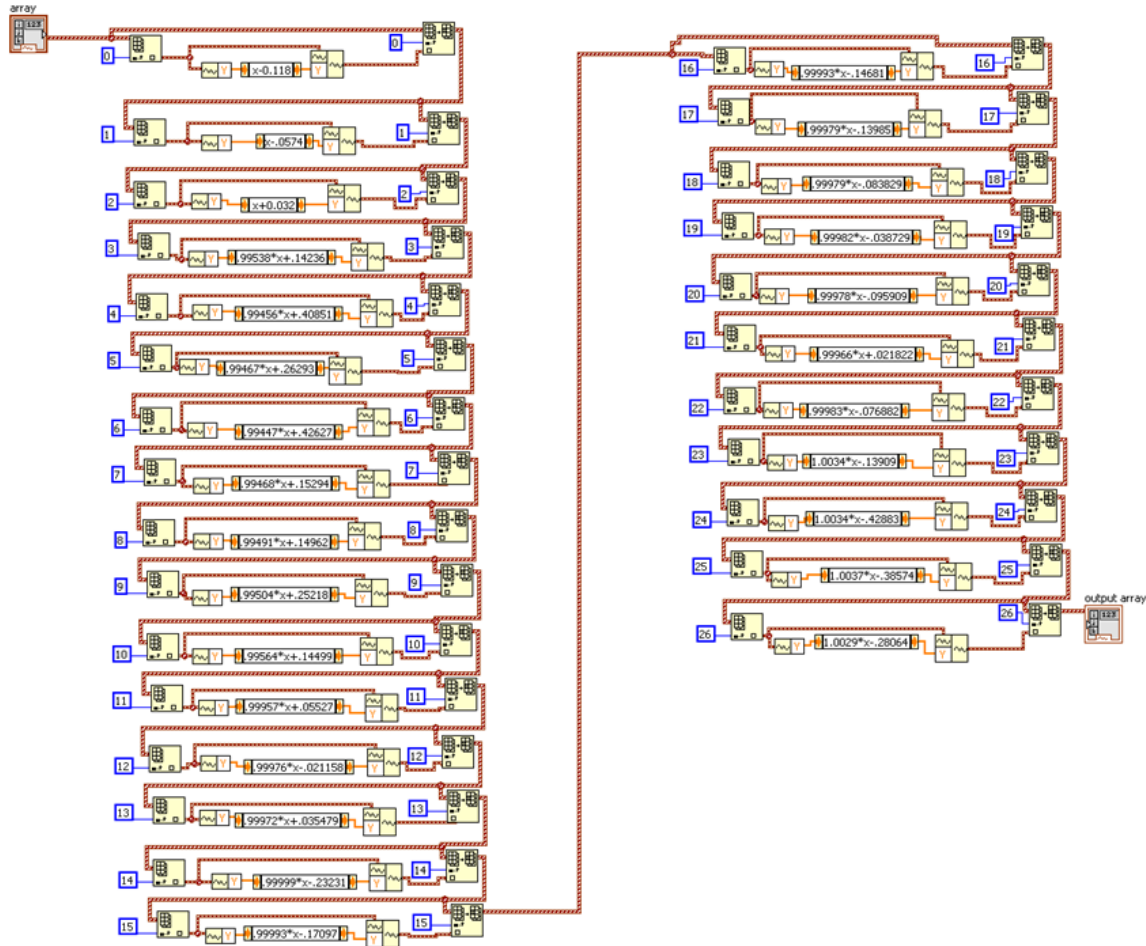 array
0
0
x-0.118
1
1
x-.0574
2
2
x+0.032
3
3
.99538*x+.14236
4
4
.99456*x+.40851
5
5
.99467*x+.26293
6
6
.99447*x+.42627
7
7
.99468*x+.15294
8
8
.99491*x+.14962
9
9
.99504*x+.25218
10
10
.99564*x+.14499
11
11
.99957*x+.05527
12
12
.99976*x-.021158
13
13
.99972*x+.035479
14
14
.99999*x-.23231
15
15
.99993*x-.17097
16
16
.99993*x-.14681
17
17
.99979*x-.13985
18
18
.99979*x-.083829
19
19
.99982*x-.038729
20
20
.99978*x-.095909
21
21
.99966*x+.021822
22
22
.99983*x-.076882
23
23
1.0034*x-.13909
24
24
1.0034*x-.42883
25
25
1.0037*x-.38574
output array
26
26
1.0029*x-.28064